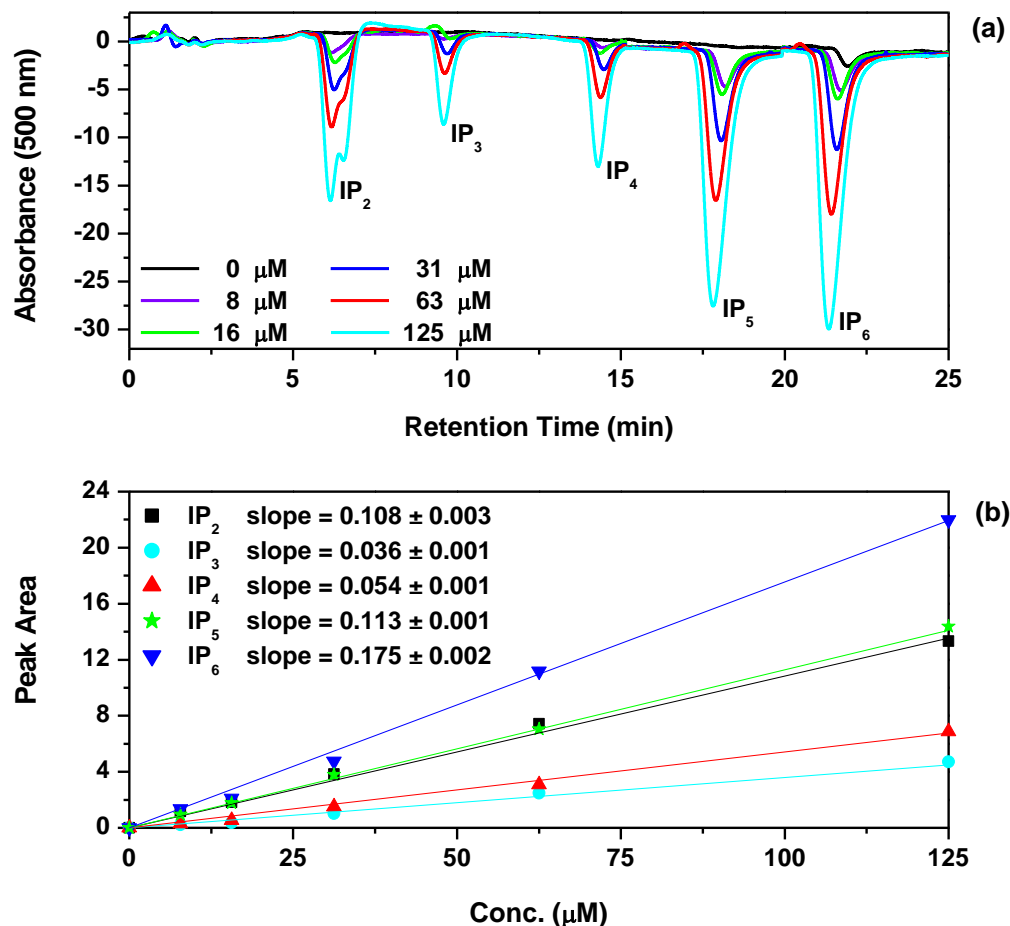 (a)
0
-5
-10
-15
-20
-25
-30
Absorbance (500 nm)
IP2
IP3
IP4
IP5
IP6
0 μM
8 μM
16 μM
31 μM
63 μM
125 μM
0 5 10 15 20 25
Retention Time (min)
(b)
24
20
16
12
8
4
0
Peak Area
IP2 slope = 0.108 ± 0.003
IP3 slope = 0.036 ± 0.001
IP4 slope = 0.054 ± 0.001
IP5 slope = 0.113 ± 0.001
IP6 slope = 0.175 ± 0.002
0 25 50 75 100 125
Conc. (μM)